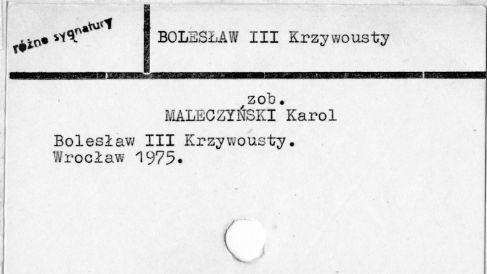 różne sygnatury
BOLESŁAW III Krzywousty
zob.
MALECZYŃSKI Karol
Bolesław III Krzywousty.
Wrocław 1975.